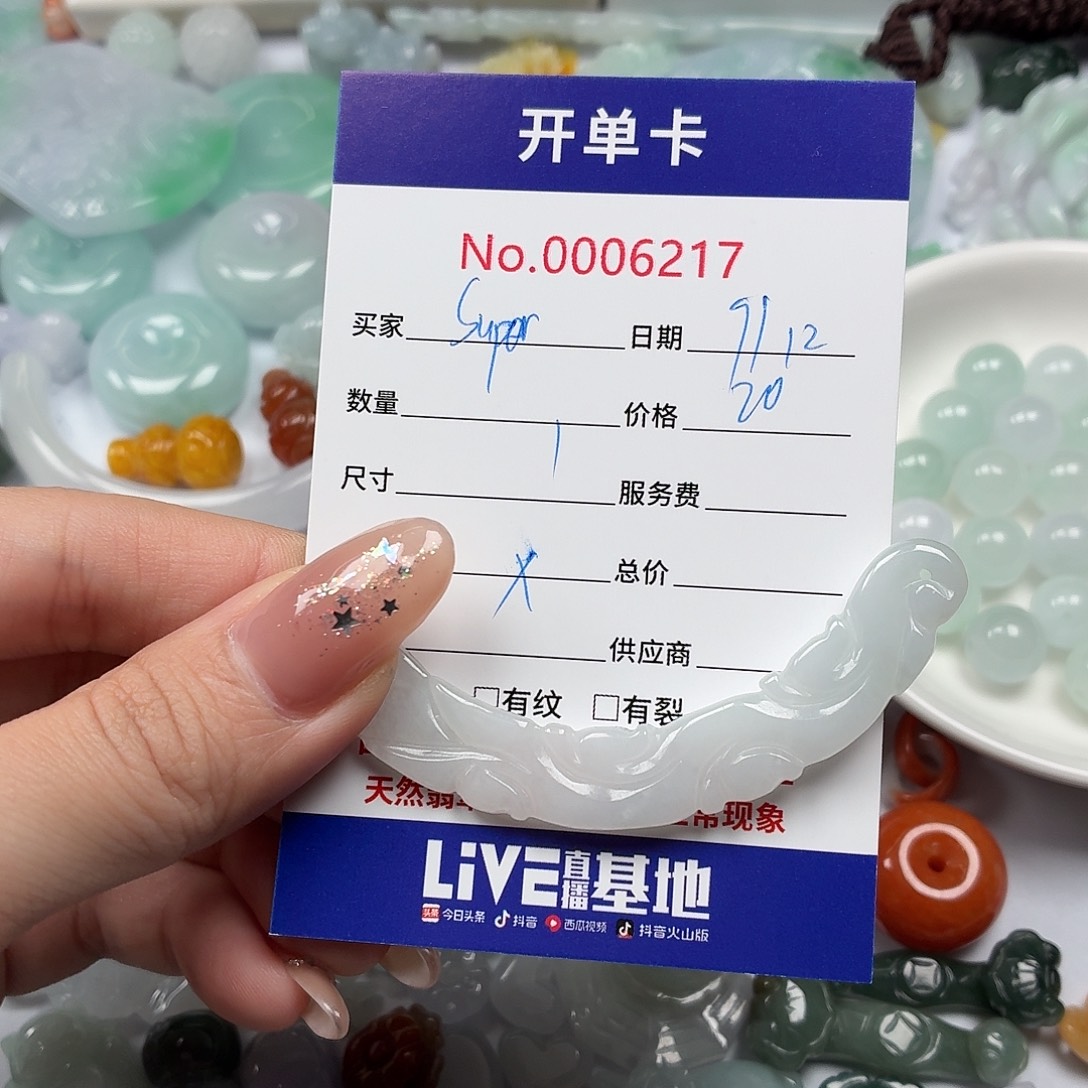 开单卡
No.0006217
买家 Super 日期 9/12
数量 1 价格 20
尺寸 服务费
X 总价
供应商
□有纹 □有裂
天然 常现象
LiVE直播基地
头条 今日头条 抖音 西瓜视频 抖音火山版